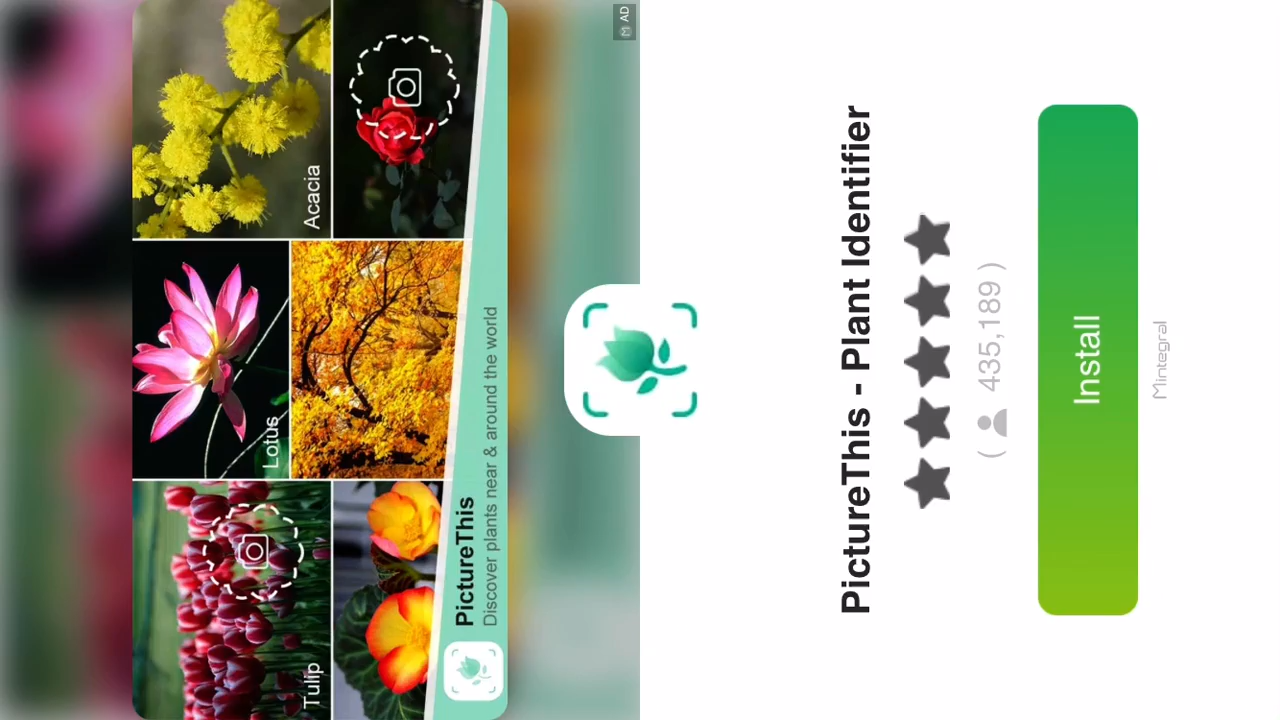 Tulip
Lotus
Acacia
PictureThis
Discover plants near & around the world
AD
PictureThis - Plant Identifier
( 435,189 )
Install
Mintegral